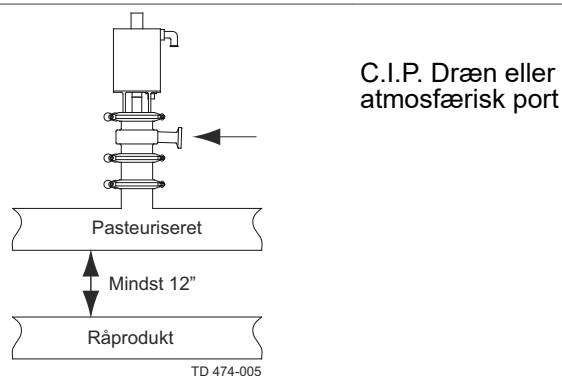 C.I.P. Dræn eller
atmosfærisk port
Pasteuriseret
Mindst 12”
Råprodukt
TD 474-005